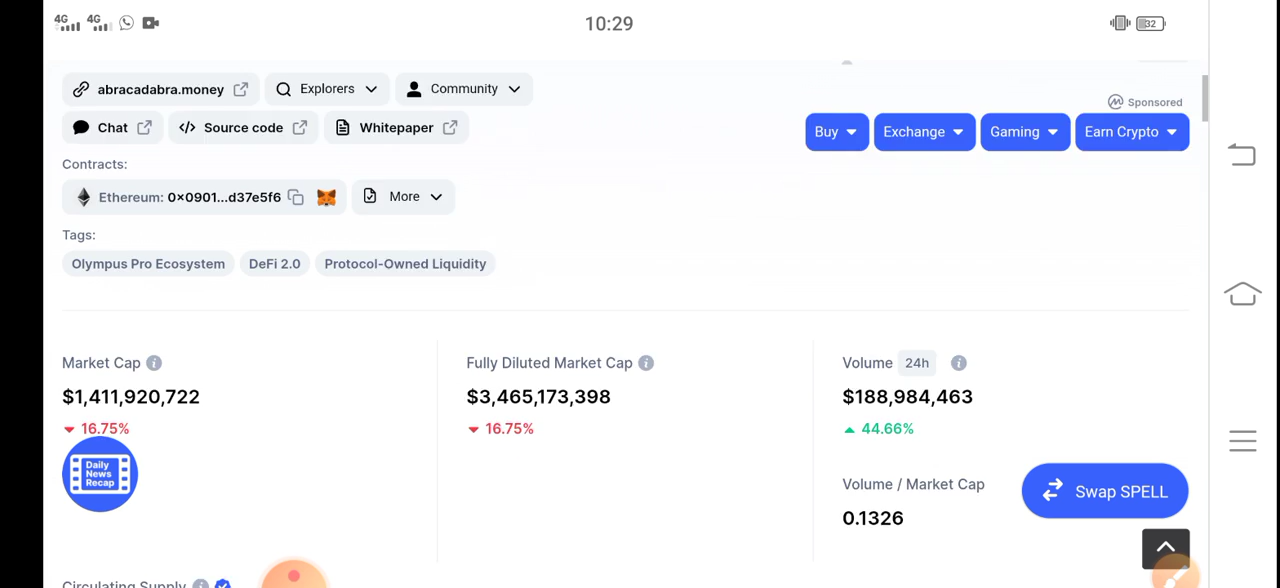 4G 4G 10:29 32
abracadabra.money Explorers Community
Sponsored
Chat Source code Whitepaper
Buy Exchange Gaming Earn Crypto
Contracts:
Ethereum: 0×0901...d37e5f6 More
Tags:
Olympus Pro Ecosystem DeFi 2.0 Protocol-Owned Liquidity
Market Cap Fully Diluted Market Cap Volume 24h
$1,411,920,722 $3,465,173,398 $188,984,463
16.75% 16.75% 44.66%
Daily
News
Recap
Volume / Market Cap
Swap SPELL
0.1326
Circulating Supply